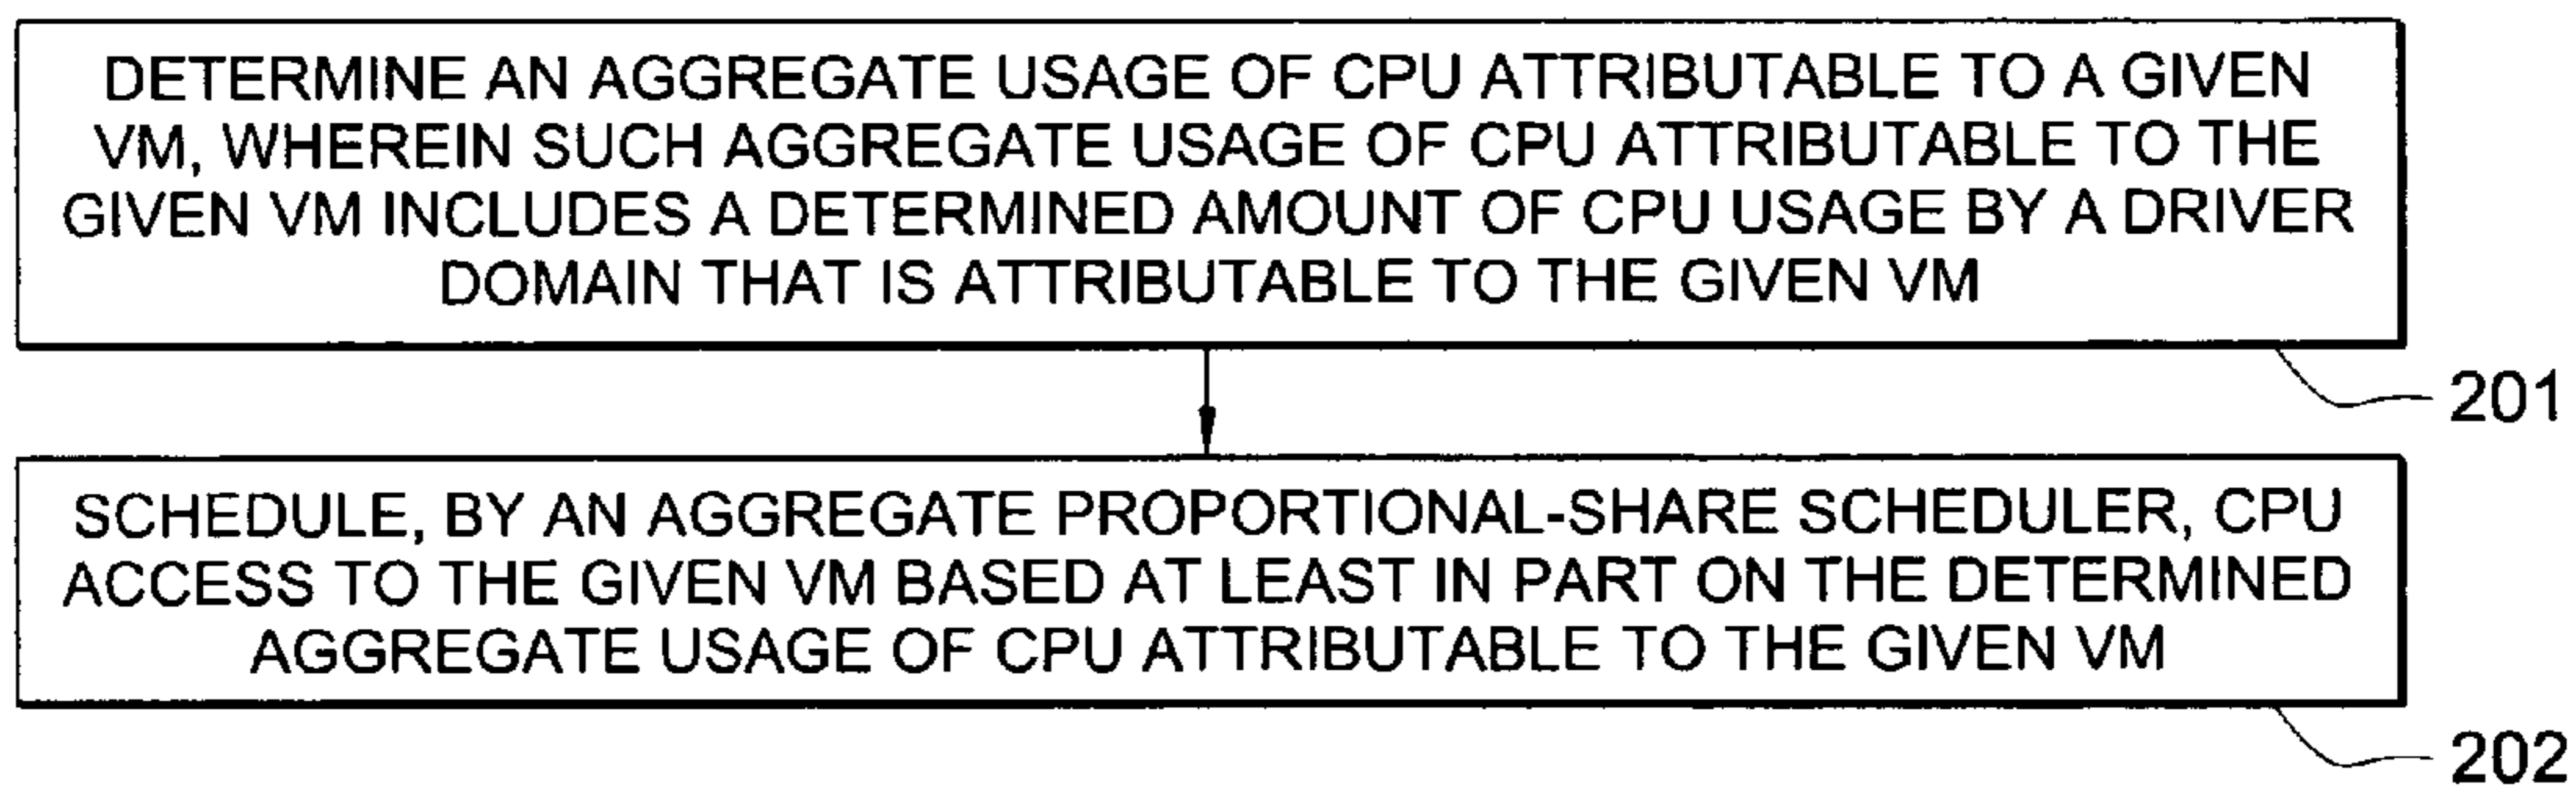 DETERMINE AN AGGREGATE USAGE OF CPU ATTRIBUTABLE TO A GIVEN
VM, WHEREIN SUCH AGGREGATE USAGE OF CPU ATTRIBUTABLE TO THE
GIVEN VM INCLUDES A DETERMINED AMOUNT OF CPU USAGE BY A DRIVER
DOMAIN THAT IS ATTRIBUTABLE TO THE GIVEN VM
201
SCHEDULE, BY AN AGGREGATE PROPORTIONAL-SHARE SCHEDULER, CPU
ACCESS TO THE GIVEN VM BASED AT LEAST IN PART ON THE DETERMINED
AGGREGATE USAGE OF CPU ATTRIBUTABLE TO THE GIVEN VM
202